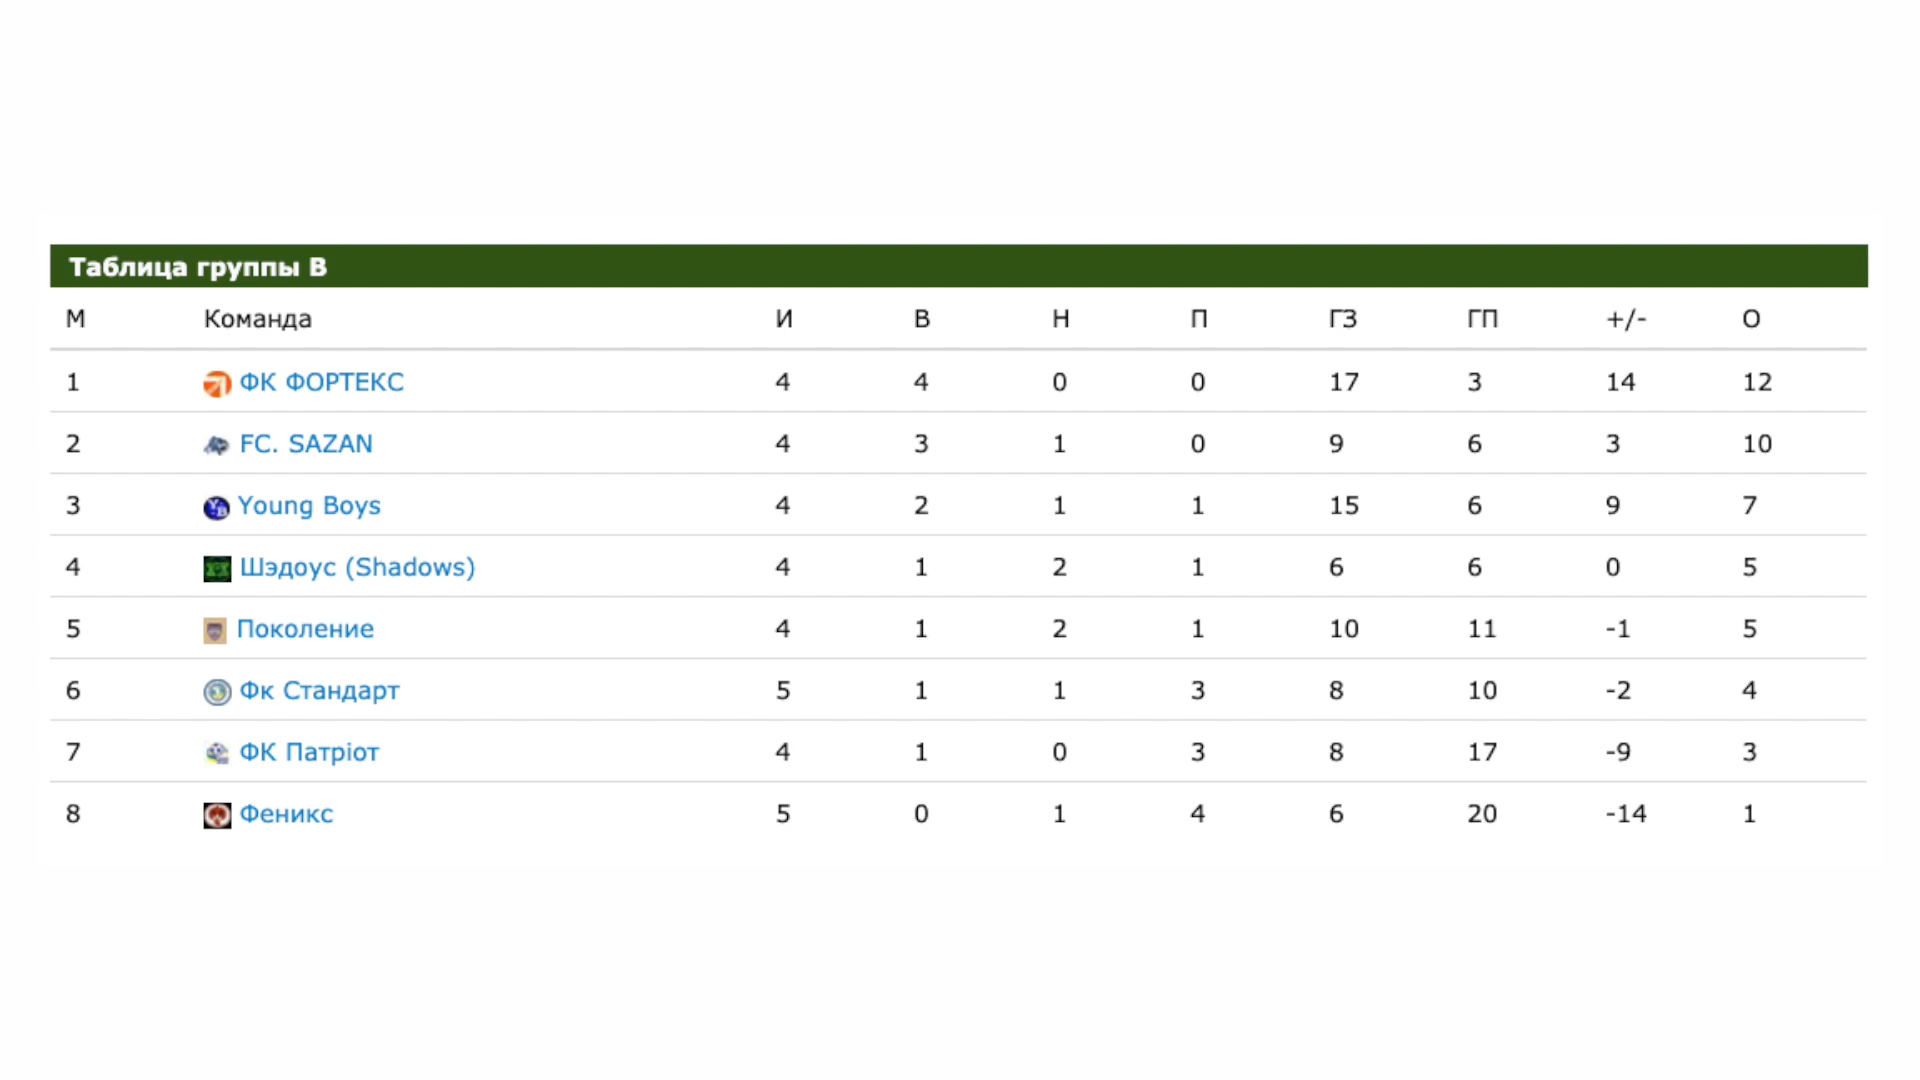 Таблица группы В
М Команда И В Н П ГЗ ГП +/- О
1 ФК ФОРТЕКС 4 4 0 0 17 3 14 12
2 FC. SAZAN 4 3 1 0 9 6 3 10
3 Young Boys 4 2 1 1 15 6 9 7
4 Шэдоус (Shadows) 4 1 2 1 6 6 0 5
5 Поколение 4 1 2 1 10 11 -1 5
6 Фк Стандарт 5 1 1 3 8 10 -2 4
7 ФК Патріот 4 1 0 3 8 17 -9 3
8 Феникс 5 0 1 4 6 20 -14 1